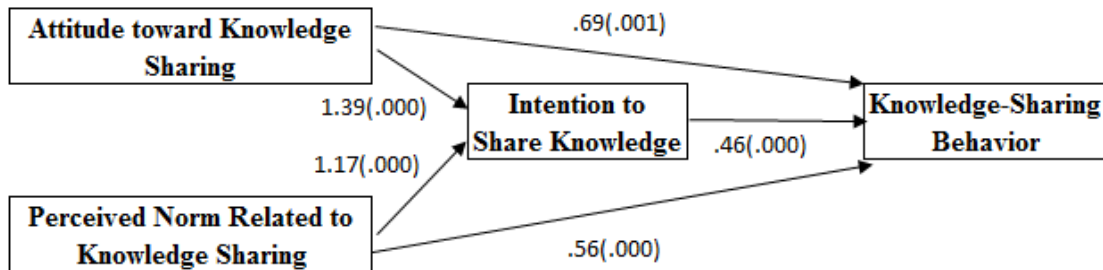 Attitude toward Knowledge
Sharing
.69(.001)
1.39(.000)
Intention to
Share Knowledge
Knowledge-Sharing
Behavior
.46(.000)
1.17(.000)
Perceived Norm Related to
Knowledge Sharing
.56(.000)